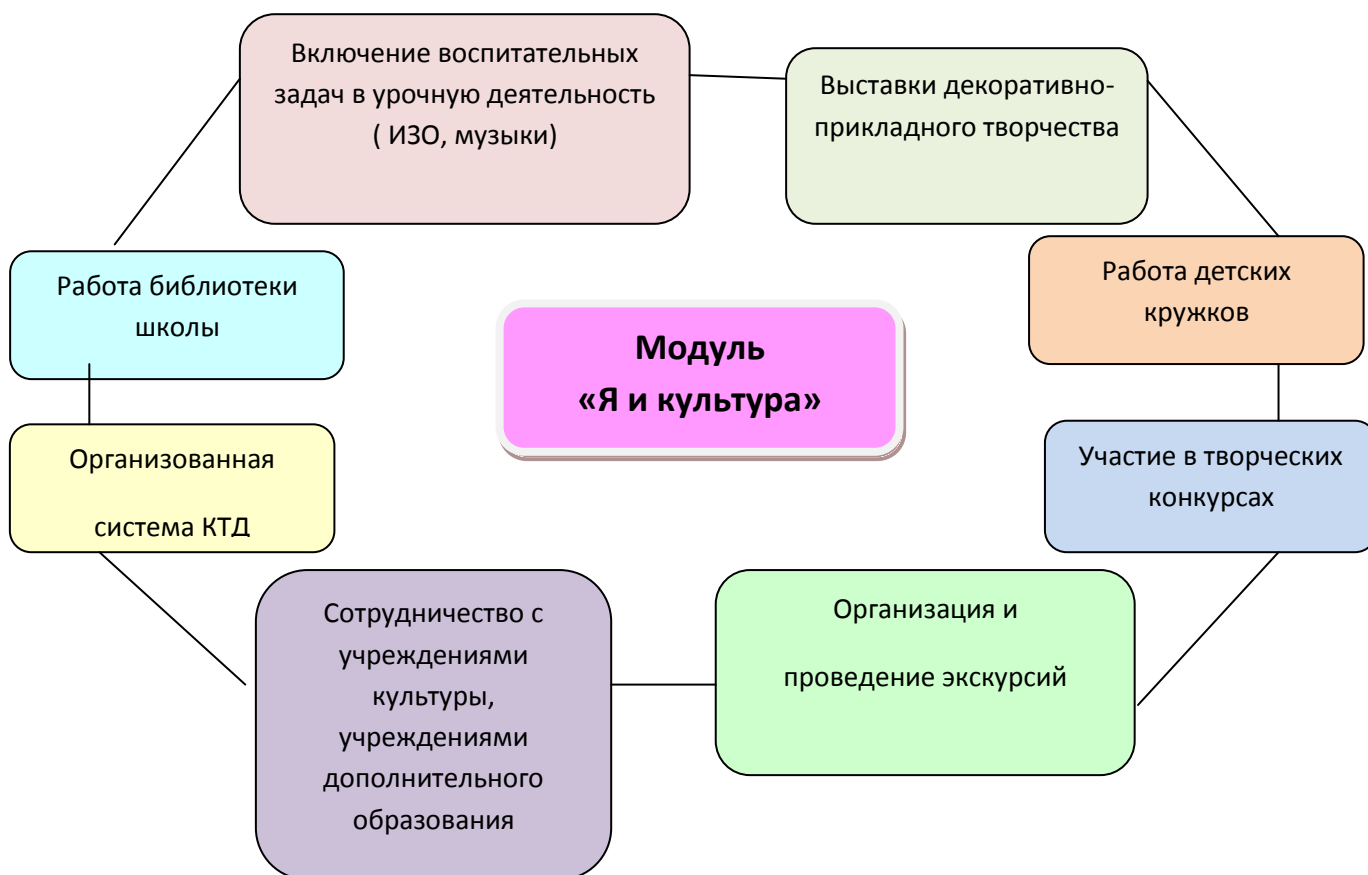 Включение воспитательных
задач в урочную деятельность
( ИЗО, музыки)
Выставки декоративно-
прикладного творчества
Работа библиотеки
школы
Работа детских
кружков
Модуль
«Я и культура»
Организованная
система КТД
Участие в творческих
конкурсах
Сотрудничество с
учреждениями
культуры,
учреждениями
дополнительного
образования
Организация и
проведение экскурсий